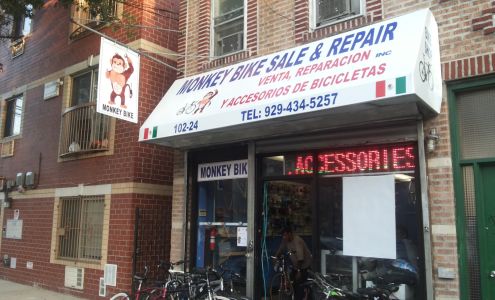 MONKEY BIKE
MONKEY BIKE SALE & REPAIR INC
VENTA, REPARACION
Y ACCESORIOS DE BICICLETAS
102-24
TEL: 929-434-5257
MONKEY BIKE
.ACCESSORIES